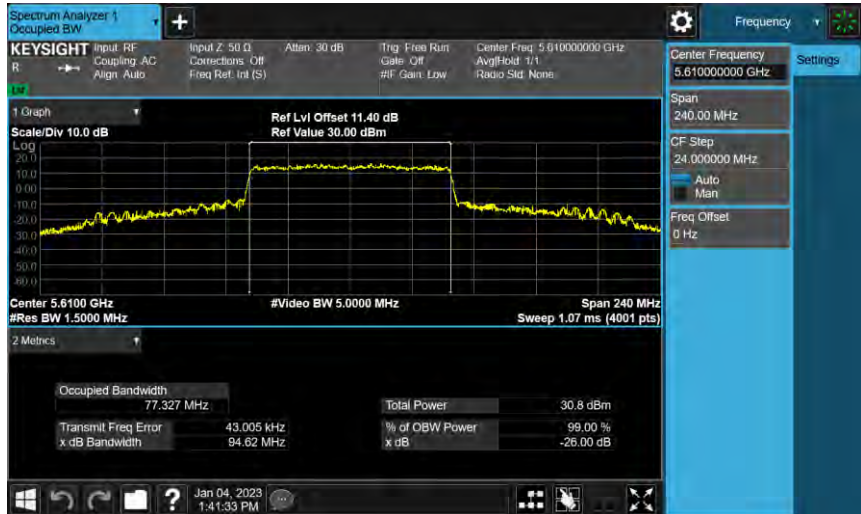 Spectrum Analyzer 1
Occupied BW
+
Frequency
KEYSIGHT
R
Input: RF
Coupling: AC
Align: Auto
Input Z: 50 Ω
Corrections: Off
Freq Ref: Int (S)
Atten: 30 dB
Trig: Free Run
Gate: Off
#IF Gain: Low
Center Freq: 5.610000000 GHz
Avg|Hold: 1/1
Radio Std: None
Center Frequency
5.610000000 GHz
Settings
Span
240.00 MHz
CF Step
24.000000 MHz
Auto
Man
Freq Offset
0 Hz
1 Graph
Scale/Div 10.0 dB
Ref Lvl Offset 11.40 dB
Ref Value 30.00 dBm
Log
20.0
10.0
0.00
-10.0
-20.0
-30.0
-40.0
-50.0
-60.0
Center 5.6100 GHz
#Video BW 5.0000 MHz
Span 240 MHz
#Res BW 1.5000 MHz
Sweep 1.07 ms (4001 pts)
2 Metrics
Occupied Bandwidth
77.327 MHz
Total Power 30.8 dBm
Transmit Freq Error 43.005 kHz
% of OBW Power 99.00 %
x dB Bandwidth 94.62 MHz
x dB -26.00 dB
?
Jan 04, 2023
1:41:33 PM